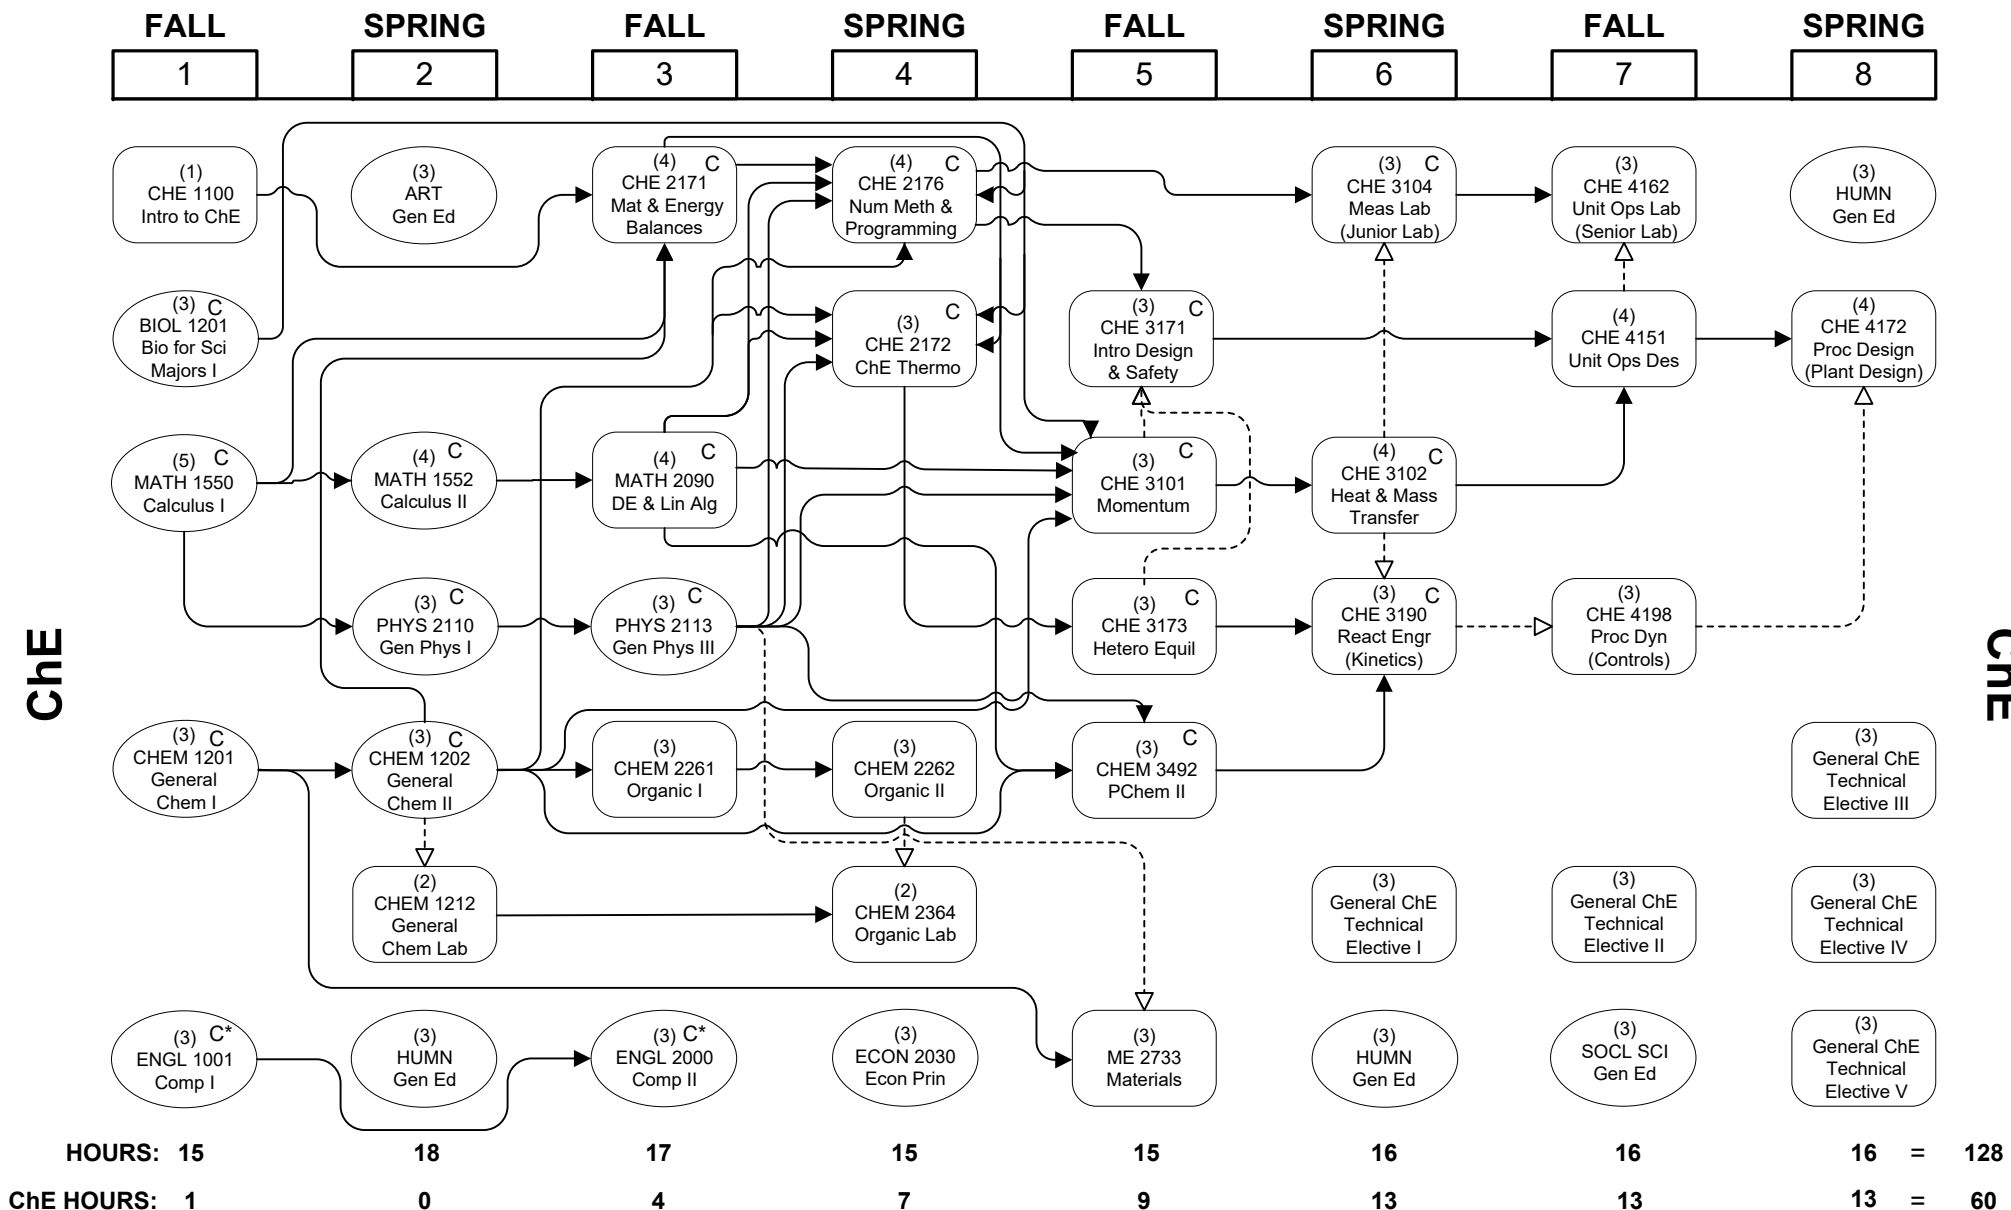 FALL
SPRING
FALL
SPRING
FALL
SPRING
FALL
SPRING
1
2
3
4
5
6
7
8
(1)
CHE 1100
Intro to ChE
(3)
ART
Gen Ed
(4) C
CHE 2171
Mat & Energy
Balances
(4) C
CHE 2176
Num Meth &
Programming
(3) C
CHE 3104
Meas Lab
(Junior Lab)
(3)
CHE 4162
Unit Ops Lab
(Senior Lab)
(3)
HUMN
Gen Ed
(3) C
BIOL 1201
Bio for Sci
Majors I
(3) C
CHE 2172
ChE Thermo
(3) C
CHE 3171
Intro Design
& Safety
(4)
CHE 4151
Unit Ops Des
(4)
CHE 4172
Proc Design
(Plant Design)
(5) C
MATH 1550
Calculus I
(4) C
MATH 1552
Calculus II
(4) C
MATH 2090
DE & Lin Alg
(3) C
CHE 3101
Momentum
(4) C
CHE 3102
Heat & Mass
Transfer
ChE
(3) C
PHYS 2110
Gen Phys I
(3) C
PHYS 2113
Gen Phys III
(3) C
CHE 3173
Hetero Equil
(3) C
CHE 3190
React Engr
(Kinetics)
(3)
CHE 4198
Proc Dyn
(Controls)
ChE
(3) C
CHEM 1201
General
Chem I
(3) C
CHEM 1202
General
Chem II
(3)
CHEM 2261
Organic I
(3)
CHEM 2262
Organic II
(3) C
CHEM 3492
PChem II
(3)
General ChE
Technical
Elective III
(2)
CHEM 1212
General
Chem Lab
(2)
CHEM 2364
Organic Lab
(3)
General ChE
Technical
Elective I
(3)
General ChE
Technical
Elective II
(3)
General ChE
Technical
Elective IV
(3) C*
ENGL 1001
Comp I
(3)
HUMN
Gen Ed
(3) C*
ENGL 2000
Comp II
(3)
ECON 2030
Econ Prin
(3)
ME 2733
Materials
(3)
HUMN
Gen Ed
(3)
SOCL SCI
Gen Ed
(3)
General ChE
Technical
Elective V
HOURS: 15 18 17 15 15 16 16 16 = 128
ChE HOURS: 1 0 4 7 9 13 13 13 = 60